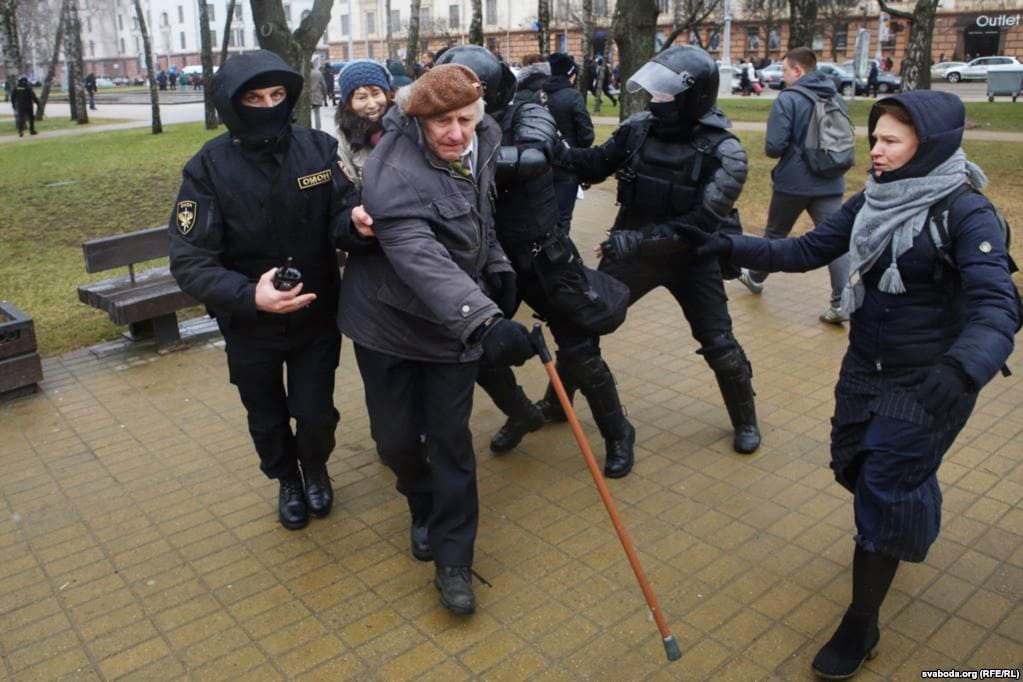 Outlet
ОМОН
svaboda.org (RFE/RL)